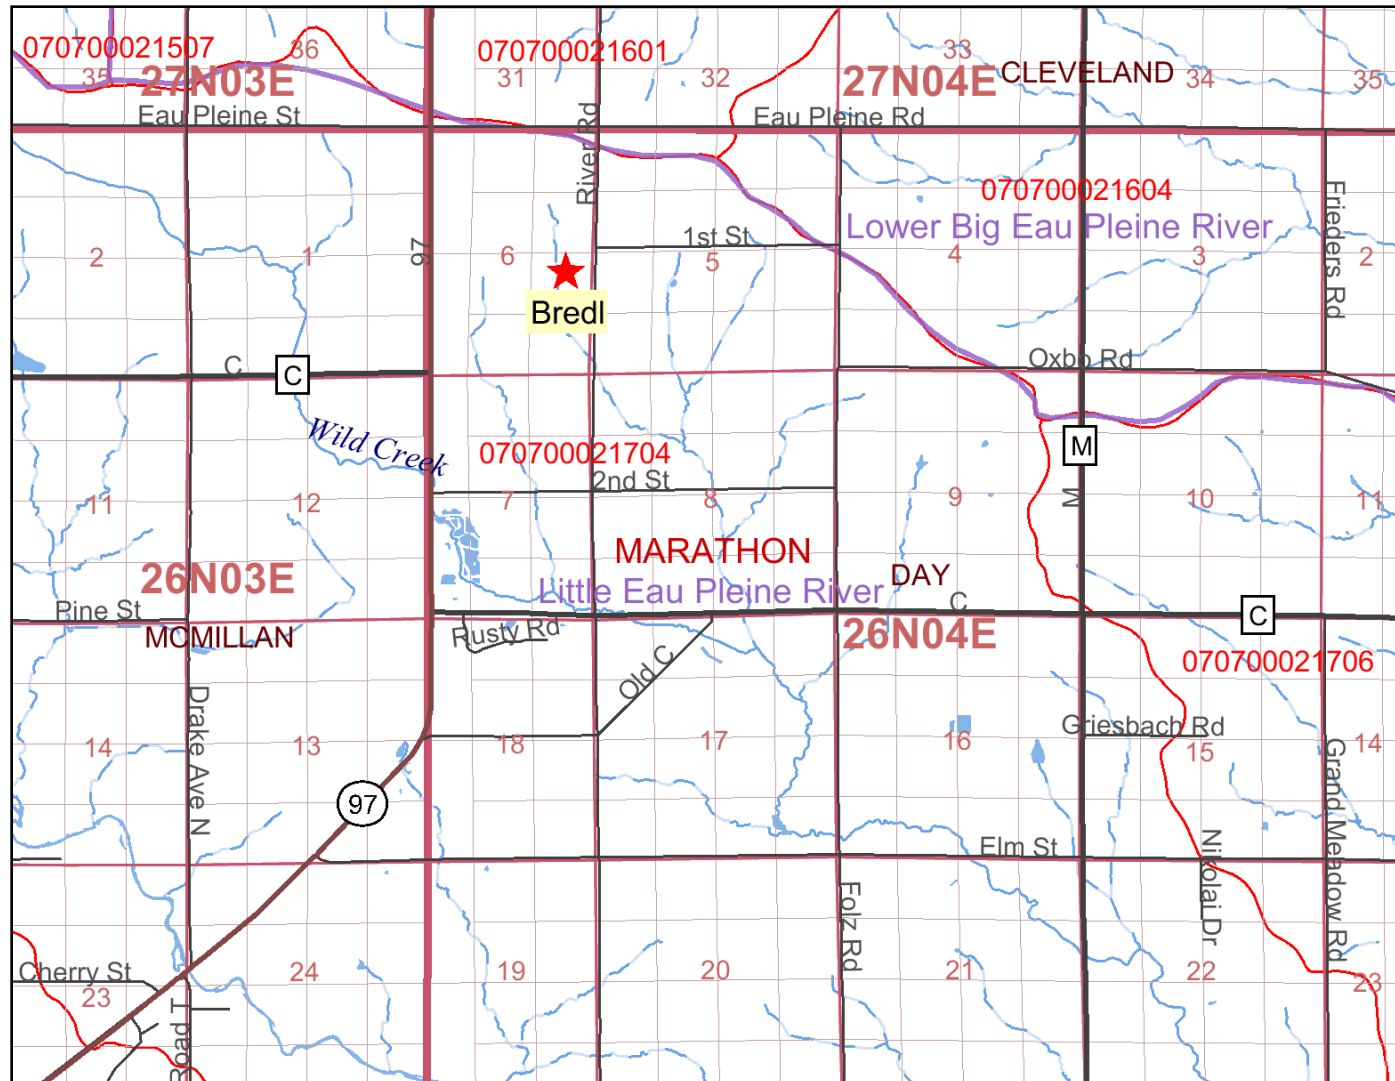 070700021507
36
070700021601
33
35
27N03E
31
32
27N04E
CLEVELAND
34
35
Eau Pleine St
River Rd
Eau Pleine Rd
070700021604
Lower Big Eau Pleine River
Frieders Rd
2
1
97
6
1st St
5
4
3
2
Bredl
C
C
Oxbo Rd
Wild Creek
070700021704
M
2nd St
11
12
7
8
9
M
10
11
MARATHON
26N03E
Little Eau Pleine River
DAY
C
Pine St
C
MCMILLAN
Rusty Rd
26N04E
Old C
070700021706
Drake Ave N
Griesbach Rd
14
13
18
17
16
15
14
Grand Meadow Rd
97
Elm St
Nikolai Dr
Folz Rd
Cherry St
24
19
20
21
22
23
23
Road T